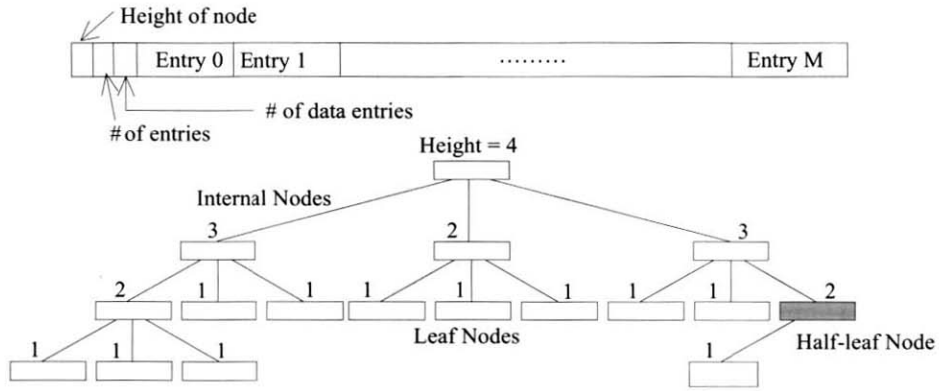 Height of node
Entry 0 Entry 1 ········· Entry M
# of data entries
# of entries
Height = 4
Internal Nodes
3 2 3
2 1 1 1 1 1 1 1 2
Leaf Nodes
Half-leaf Node
1 1 1 1